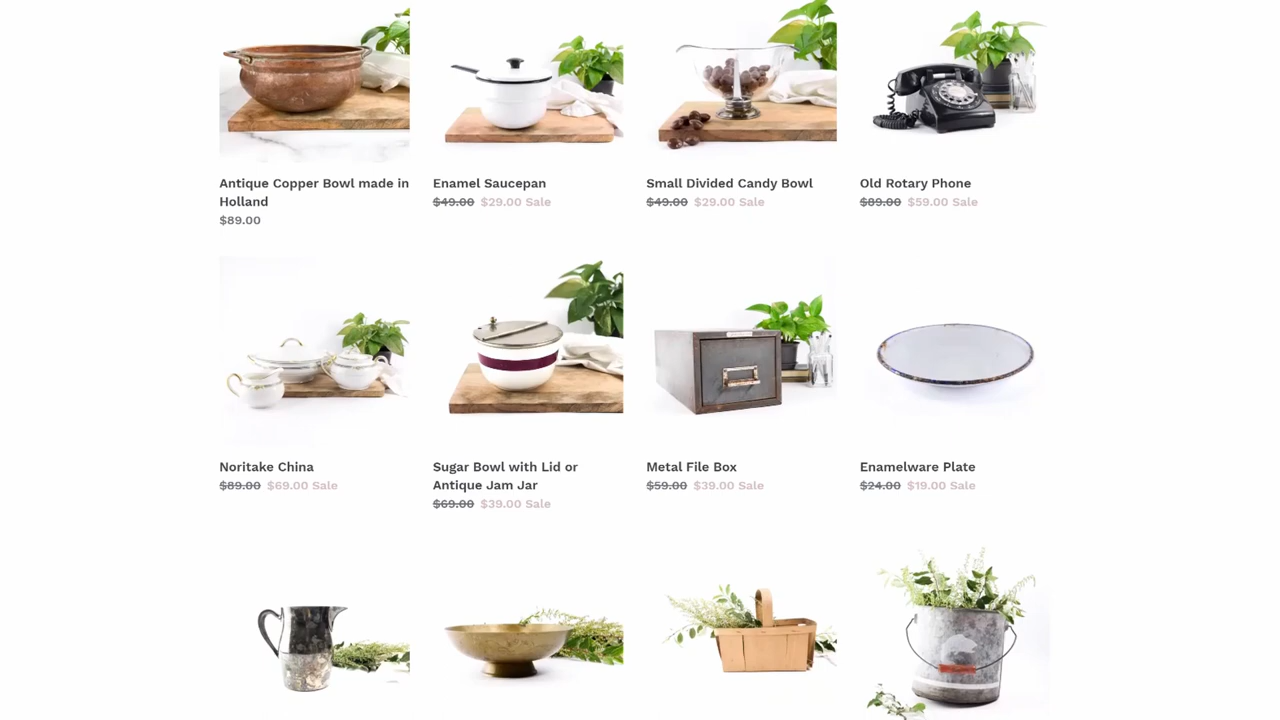 Antique Copper Bowl made in
Holland
$89.00
Enamel Saucepan
$49.00 $29.00 Sale
Small Divided Candy Bowl
$49.00 $29.00 Sale
Old Rotary Phone
$89.00 $59.00 Sale
Noritake China
$89.00 $69.00 Sale
Sugar Bowl with Lid or
Antique Jam Jar
$69.00 $39.00 Sale
Metal File Box
$59.00 $39.00 Sale
Enamelware Plate
$24.00 $19.00 Sale